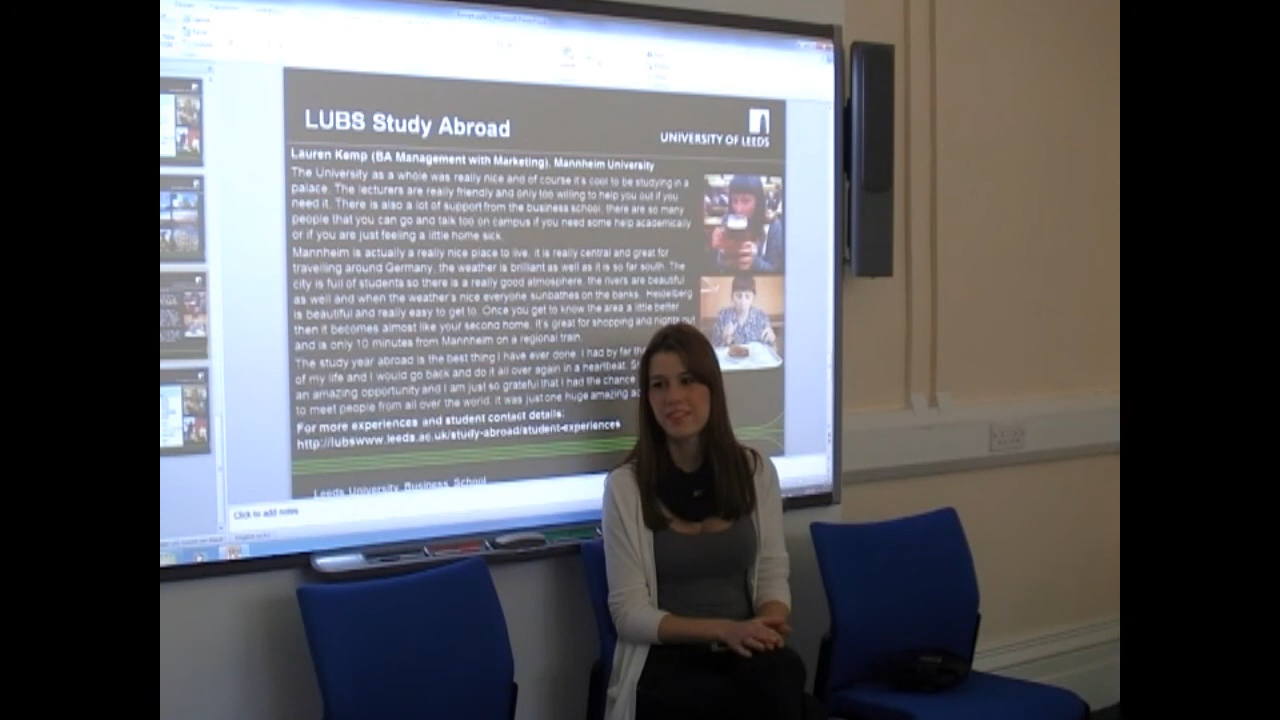 LUBS Study Abroad
UNIVERSITY OF LEEDS
Lauren Kemp (BA Management with Marketing), Mannheim University
The University as a whole was really nice and of course it's cool to be studying in a
palace. The lecturers are really friendly and only too willing to help you out if you
need it. There is also a lot of support from the business school, there are so many
people that you can go and talk too on campus if you need some help academically
or if you are just feeling a little home sick.
Mannheim is actually a really nice place to live, it is really central and great for
travelling around Germany, the weather is brilliant as well as it is so far south. The
city is full of students so there is a really good atmosphere, the rivers are beautiful
as well and when the weather's nice everyone sunbathes on the banks. Heidelberg
is beautiful and really easy to get to. Once you get to know the area a little better
then it becomes almost like your second home. It's great for shopping and nights out
and is only 10 minutes from Mannheim on a regional train.
The study year abroad is the best thing I have ever done. I had by far the
of my life and I would go back and do it all over again in a heartbeat.
an amazing opportunity and I am just so grateful that I had the chance
to meet people from all over the world, it was just one huge amazing
For more experiences and student contact details:
http://lubswww.leeds.ac.uk/study-abroad/student-experiences
Leeds University Business School
Click to add notes